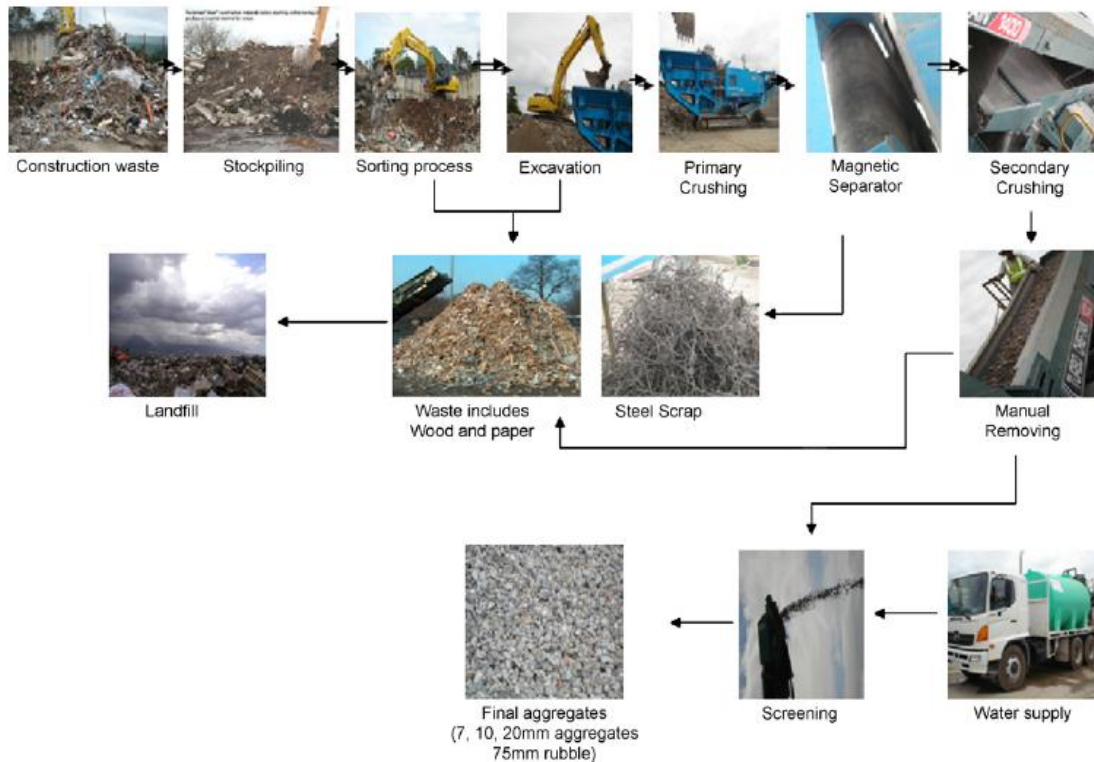 Construction waste
Stockpiling
Sorting process
Excavation
Primary
Crushing
Magnetic
Separator
Secondary
Crushing
1400
Landfill
Waste includes
Wood and paper
Steel Scrap
Manual
Removing
Final aggregates
(7, 10, 20mm aggregates
75mm rubble)
Screening
Water supply